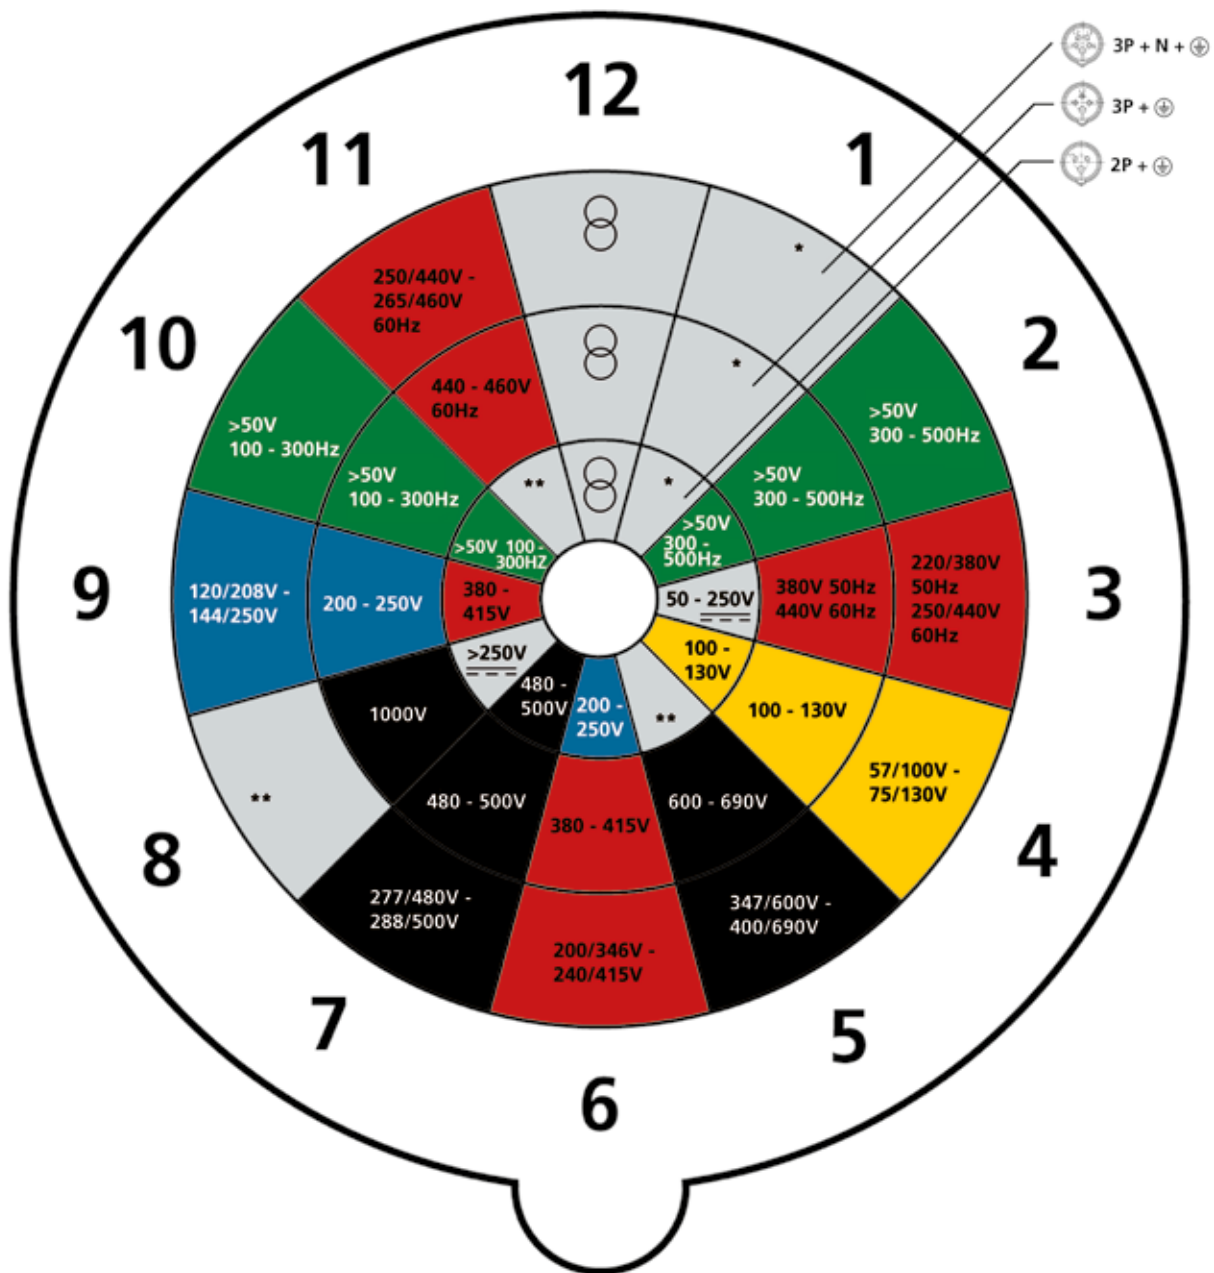 3P + N +
3P +
2P +
12
1
2
3
4
5
6
7
8
9
10
11
*
*
*
>50V
300 - 500Hz
>50V
300 - 500Hz
>50V
300 -
500Hz
220/380V
50Hz
250/440V
60Hz
380V 50Hz
440V 60Hz
50 - 250V
57/100V -
75/130V
100 - 130V
100 -
130V
347/600V -
400/690V
600 - 690V
**
200/346V -
240/415V
380 - 415V
200 -
250V
277/480V -
288/500V
480 - 500V
480 -
500V
**
1000V
>250V
120/208V -
144/250V
200 - 250V
380 -
415V
>50V
100 - 300Hz
>50V
100 - 300Hz
>50V 100 -
300HZ
250/440V -
265/460V
60Hz
440 - 460V
60Hz
**